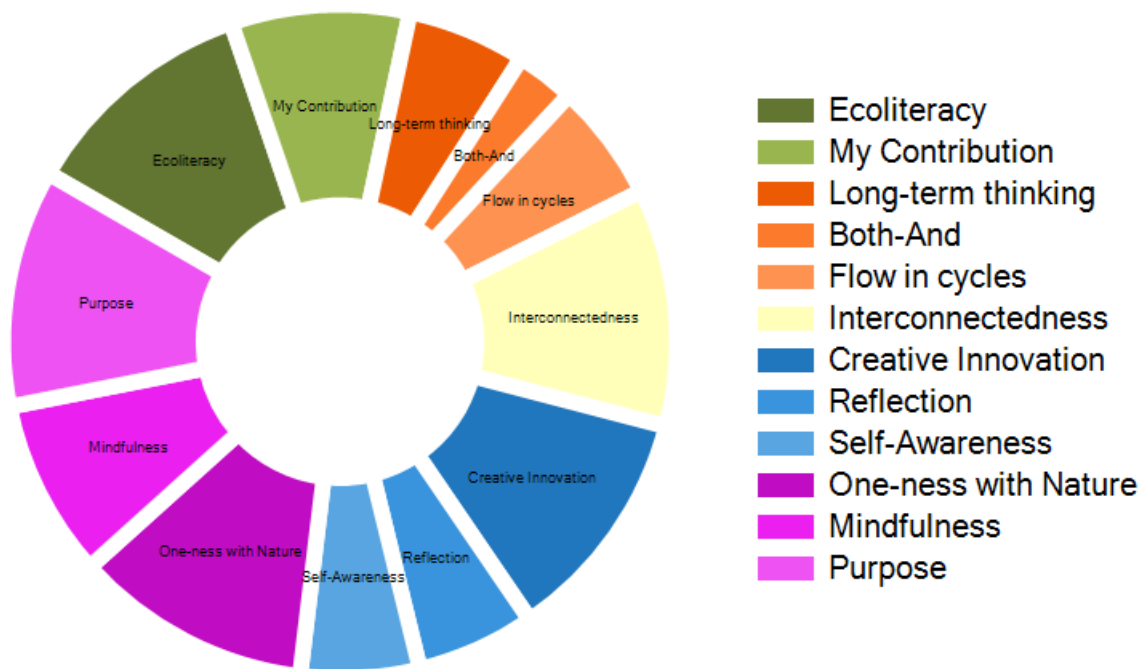 My Contribution
Long-term thinking
Both-And
Ecoliteracy
Flow in cycles
Purpose
Interconnectedness
Mindfulness
Creative Innovation
One-ness with Nature
Reflection
Self-Awareness
Ecoliteracy
My Contribution
Long-term thinking
Both-And
Flow in cycles
Interconnectedness
Creative Innovation
Reflection
Self-Awareness
One-ness with Nature
Mindfulness
Purpose